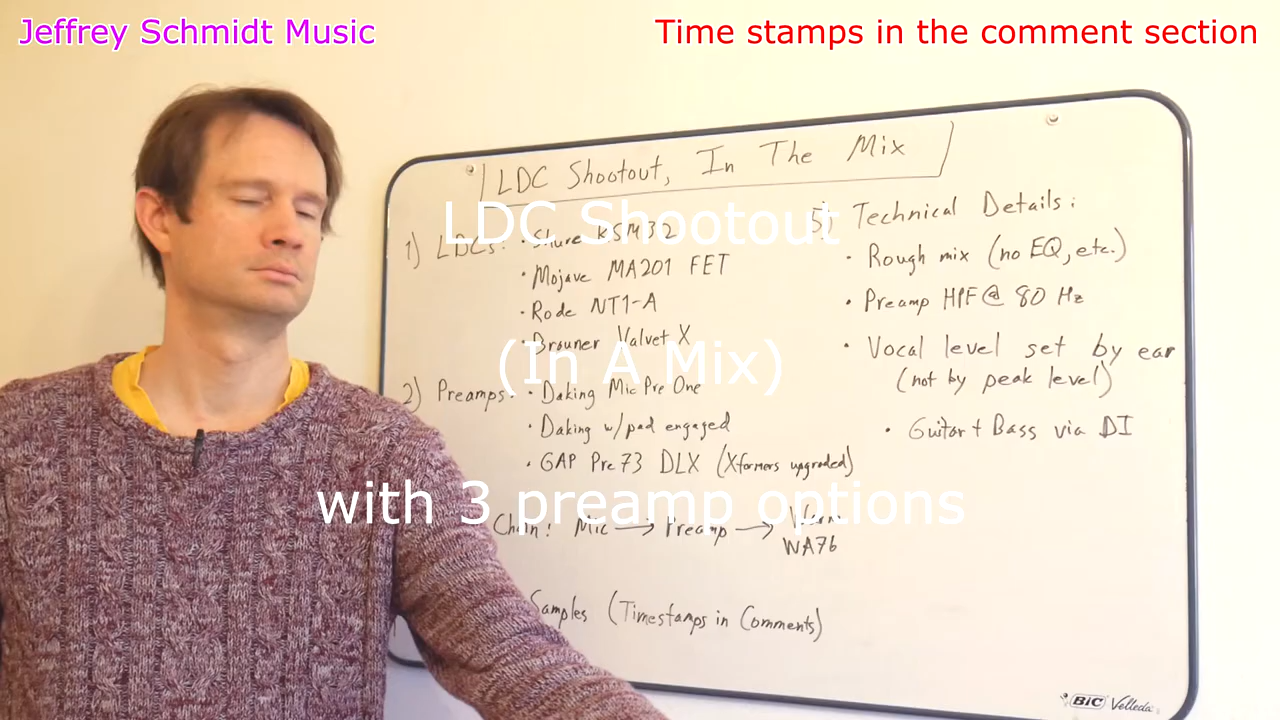 Jeffrey Schmidt Music
Time stamps in the comment section
LDC Shootout, In The Mix
LDC Shootout
(In A Mix)
with 3 preamp options
1) LDCs: • Shure KSM32
• Mojave MA201 FET
• Rode NT1-A
• Brauner Valvet X
2) Preamps: • Daking Mic Pre One
• Daking w/pad engaged
• GAP Pre 73 DLX (Xformers upgraded)
Chain: Mic → Preamp → Warm
WA76
Samples (Timestamps in Comments)
5) Technical Details:
• Rough mix (no EQ, etc.)
• Preamp HPF @ 80 Hz
• Vocal level set by ear
(not by peak level)
• Guitar + Bass via DI
BIC Velleda